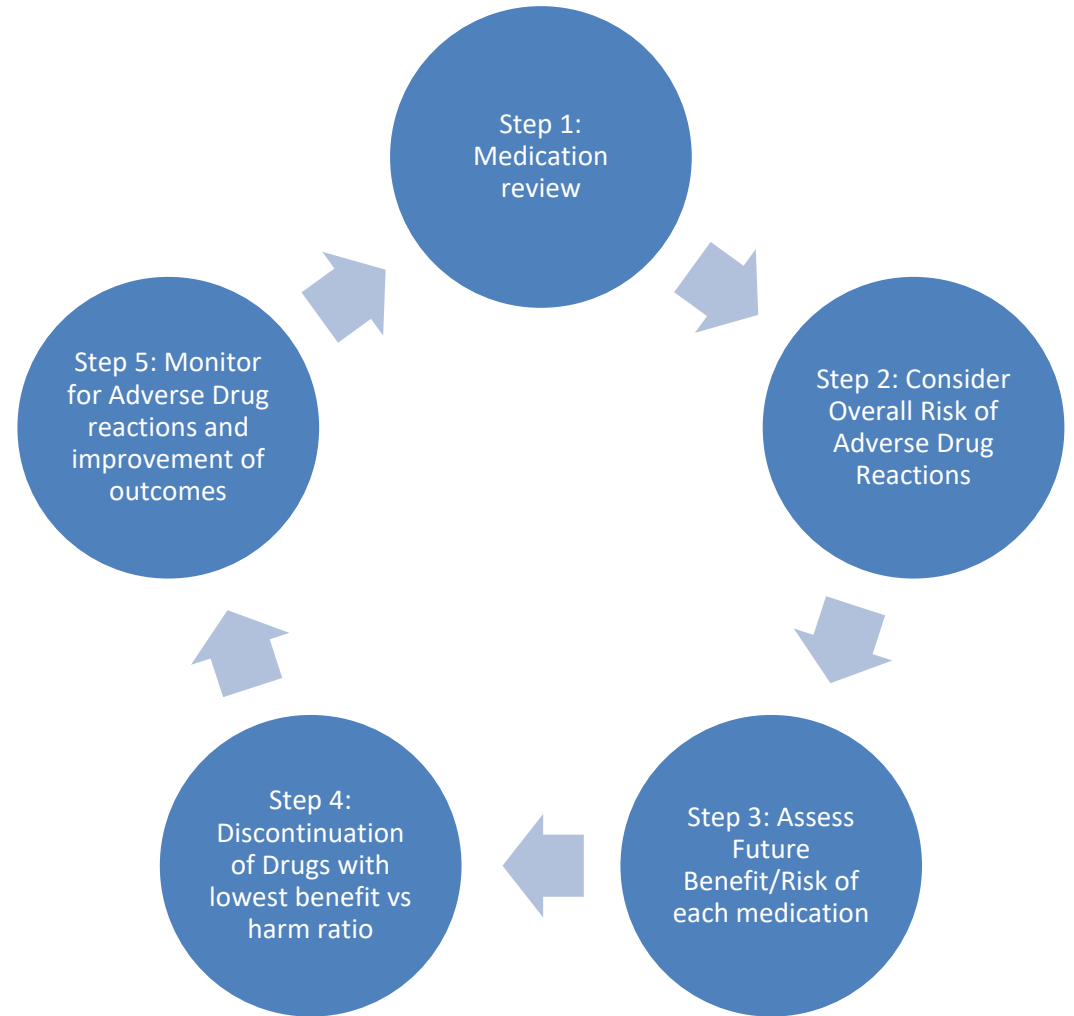 Step 1:
Medication
review
Step 2: Consider
Overall Risk of
Adverse Drug
Reactions
Step 3: Assess
Future
Benefit/Risk of
each medication
Step 4:
Discontinuation
of Drugs with
lowest benefit vs
harm ratio
Step 5: Monitor
for Adverse Drug
reactions and
improvement of
outcomes